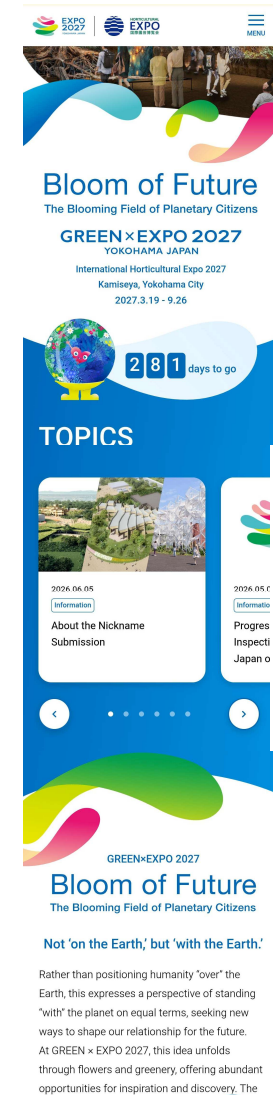 EXPO
2027
EXPO
MENU
Bloom of Future
The Blooming Field of Planetary Citizens
GREEN×EXPO 2027
YOKOHAMA JAPAN
International Horticultural Expo 2027
Kamiseya, Yokohama City
2027.3.19 - 9.26
281 days to go
TOPICS
2026.06.05
Information
About the Nickname
Submission
2026.05.0
Informatio
Progres
Inspecti
Japan o
GREEN×EXPO 2027
Bloom of Future
The Blooming Field of Planetary Citizens
Not ‘on the Earth,’ but ‘with the Earth.’
Rather than positioning humanity “over” the
Earth, this expresses a perspective of standing
“with” the planet on equal terms, seeking new
ways to shape our relationship for the future.
At GREEN × EXPO 2027, this idea unfolds
through flowers and greenery, offering abundant
opportunities for inspiration and discovery. The